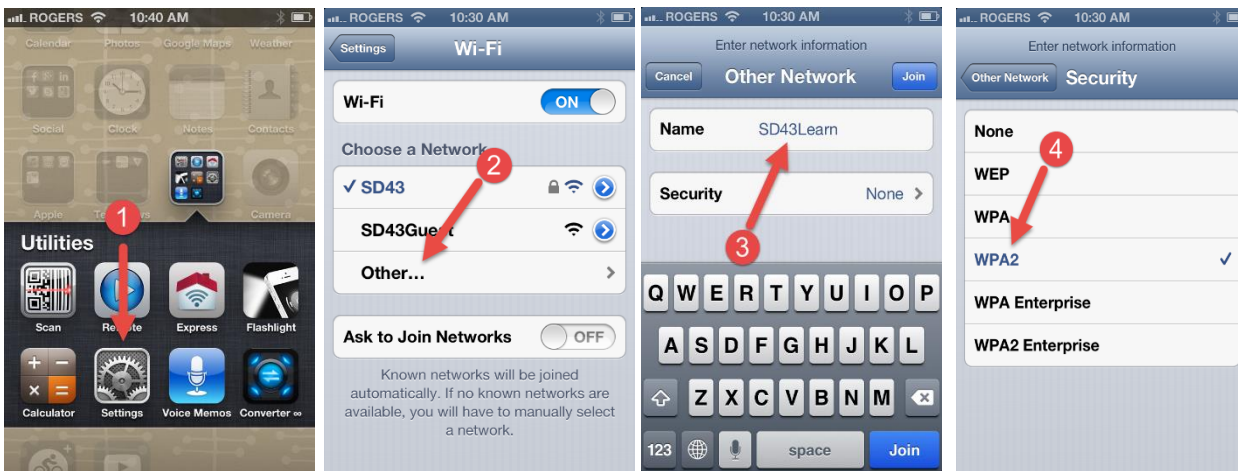 ROGERS 10:40 AM
Calendar Photos Google Maps Weather
Social Clock Notes Contacts
Apple Camera
1
Utilities
Scan Remote Express Flashlight
Calculator Settings Voice Memos Converter ∞
ROGERS 10:30 AM
Settings Wi-Fi
Wi-Fi ON
Choose a Network
2
✓ SD43
SD43Guest
Other...
Ask to Join Networks OFF
Known networks will be joined
automatically. If no known networks are
available, you will have to manually select
a network.
ROGERS 10:30 AM
Enter network information
Cancel Other Network Join
Name SD43Learn
Security None
3
Q W E R T Y U I O P
A S D F G H J K L
Z X C V B N M
123 space Join
ROGERS 10:30 AM
Enter network information
Other Network Security
None
4
WEP
WPA
WPA2 ✓
WPA Enterprise
WPA2 Enterprise